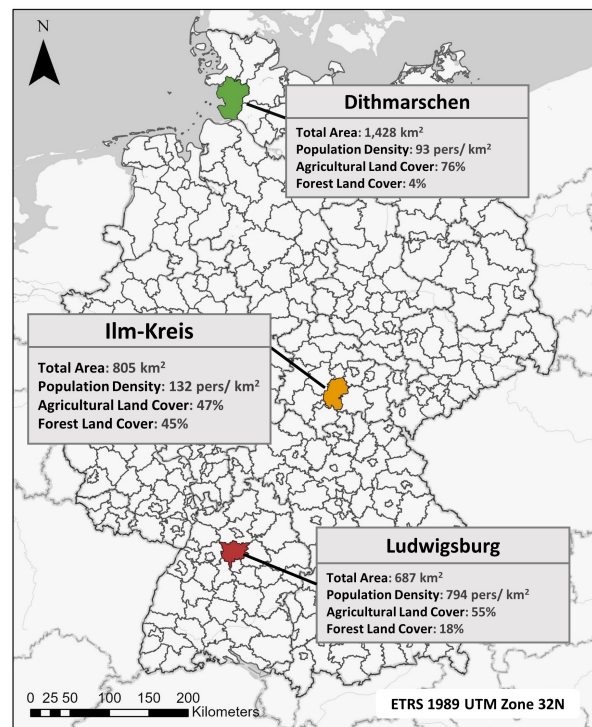 N
Dithmarschen
Total Area: 1,428 km²
Population Density: 93 pers/ km²
Agricultural Land Cover: 76%
Forest Land Cover: 4%
Ilm-Kreis
Total Area: 805 km²
Population Density: 132 pers/ km²
Agricultural Land Cover: 47%
Forest Land Cover: 45%
Ludwigsburg
Total Area: 687 km²
Population Density: 794 pers/ km²
Agricultural Land Cover: 55%
Forest Land Cover: 18%
0 25 50 100 150 200
Kilometers
ETRS 1989 UTM Zone 32N